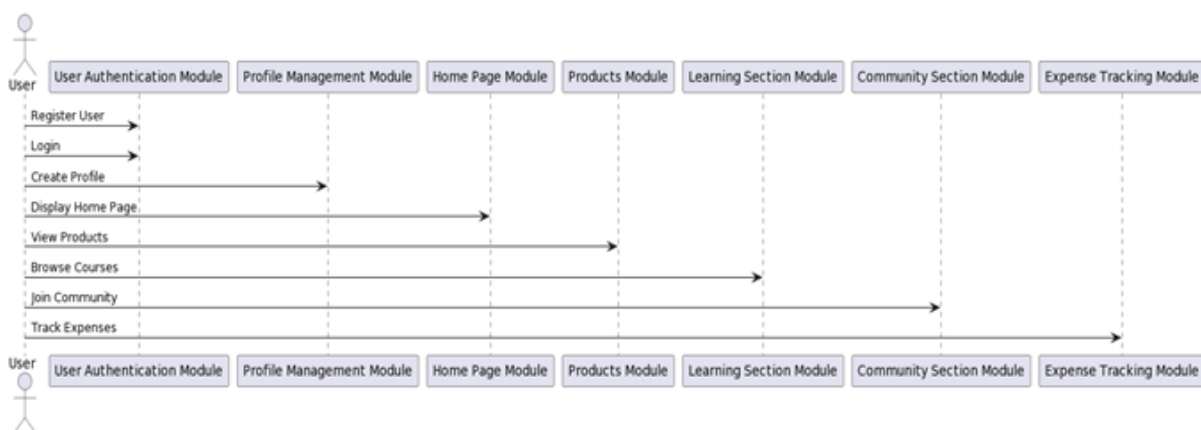 User
User Authentication Module
Profile Management Module
Home Page Module
Products Module
Learning Section Module
Community Section Module
Expense Tracking Module
Register User
Login
Create Profile
Display Home Page
View Products
Browse Courses
Join Community
Track Expenses
User
User Authentication Module
Profile Management Module
Home Page Module
Products Module
Learning Section Module
Community Section Module
Expense Tracking Module